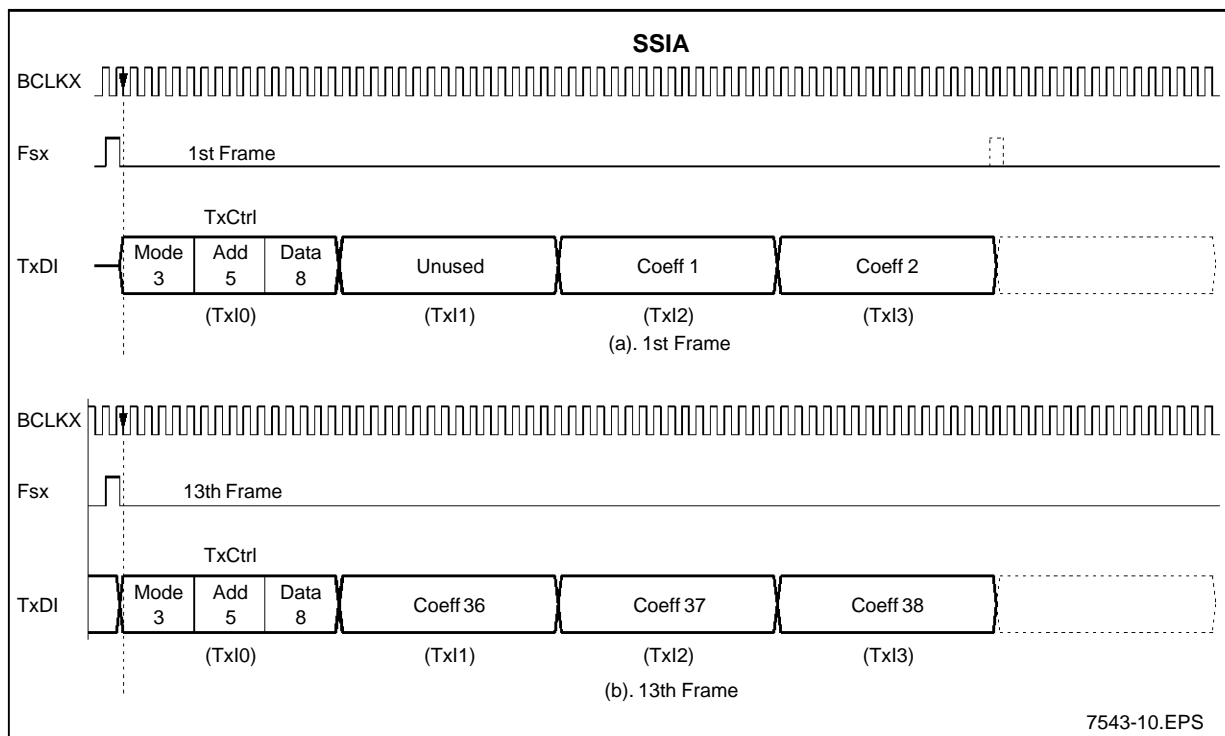 SSIA
BCLKX
Fsx 1st Frame
TxCtrl
TxDI Mode 3 Add 5 Data 8 Unused Coeff 1 Coeff 2
(TxI0) (TxI1) (TxI2) (TxI3)
(a). 1st Frame
BCLKX
Fsx 13th Frame
TxCtrl
TxDI Mode 3 Add 5 Data 8 Coeff 36 Coeff 37 Coeff 38
(TxI0) (TxI1) (TxI2) (TxI3)
(b). 13th Frame
7543-10.EPS